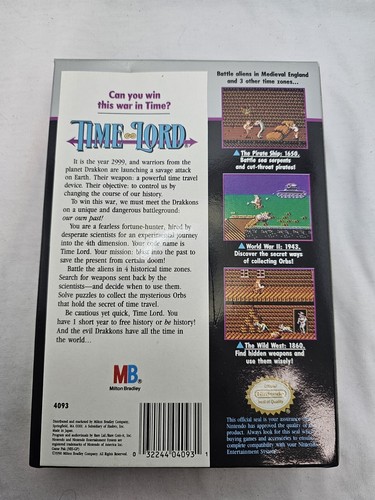 Can you win
this war in Time?
TIME LORD
It is the year 2999, and warriors from the
planet Drakkon are launching a savage attack
on Earth. Their weapon: a powerful time travel
device. Their objective: to control us by
changing the course of our history.
To win this war, we must meet the Drakkons
on a unique and dangerous battleground:
our own past!
You are a fearless fortune-hunter, hired by
desperate scientists for an experimental journey
into the 4th dimension. Your code name is
Time Lord. Your mission: blast into the past to
save the present from certain doom!
Battle the aliens in 4 historical time zones.
Search for weapons sent back by the
scientists—and decide when to use them.
Solve puzzles to collect the mysterious Orbs
that hold the secret of time travel.
Be cautious yet quick, Time Lord. You
have 1 short year to free history or be history!
And the evil Drakkons have all the time in
the world...
MB
Milton Bradley
4093
0 32244 04093 1
Battle aliens in Medieval England
and 3 other time zones...
The Pirate Ship: 1650.
Battle sea serpents
and cut-throat pirates!
World War II: 1943.
Discover the secret ways
of collecting Orbs!
The Wild West: 1860.
Find hidden weapons and
use them wisely!
Official
Nintendo
Seal of Quality
This official seal is your assurance
Nintendo has approved the quality of
product. Always look for this seal when
buying games and accessories to ensure
complete compatibility with your Nintendo
Entertainment System.